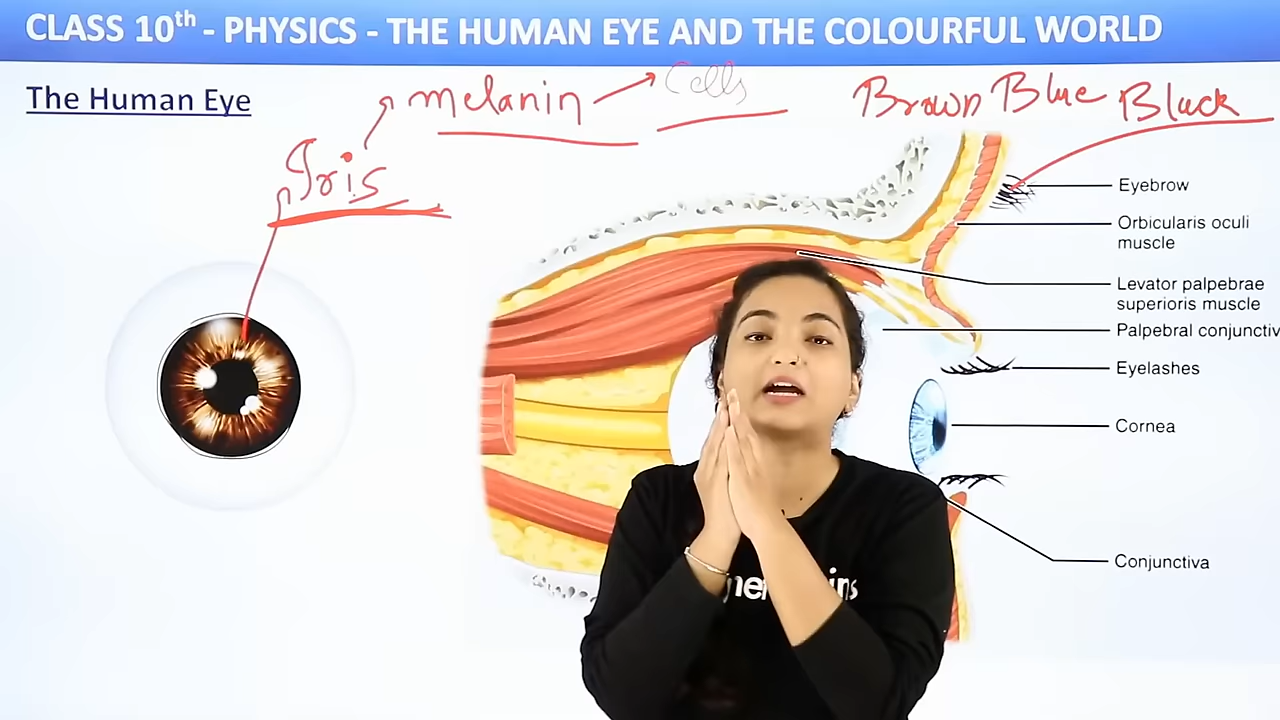 CLASS 10th - PHYSICS - THE HUMAN EYE AND THE COLOURFUL WORLD
The Human Eye
melanin
Cells
Brown Blue Black
Iris
Eyebrow
Orbicularis oculi
muscle
Levator palpebrae
superioris muscle
Palpebral conjunctiv
Eyelashes
Cornea
Conjunctiva